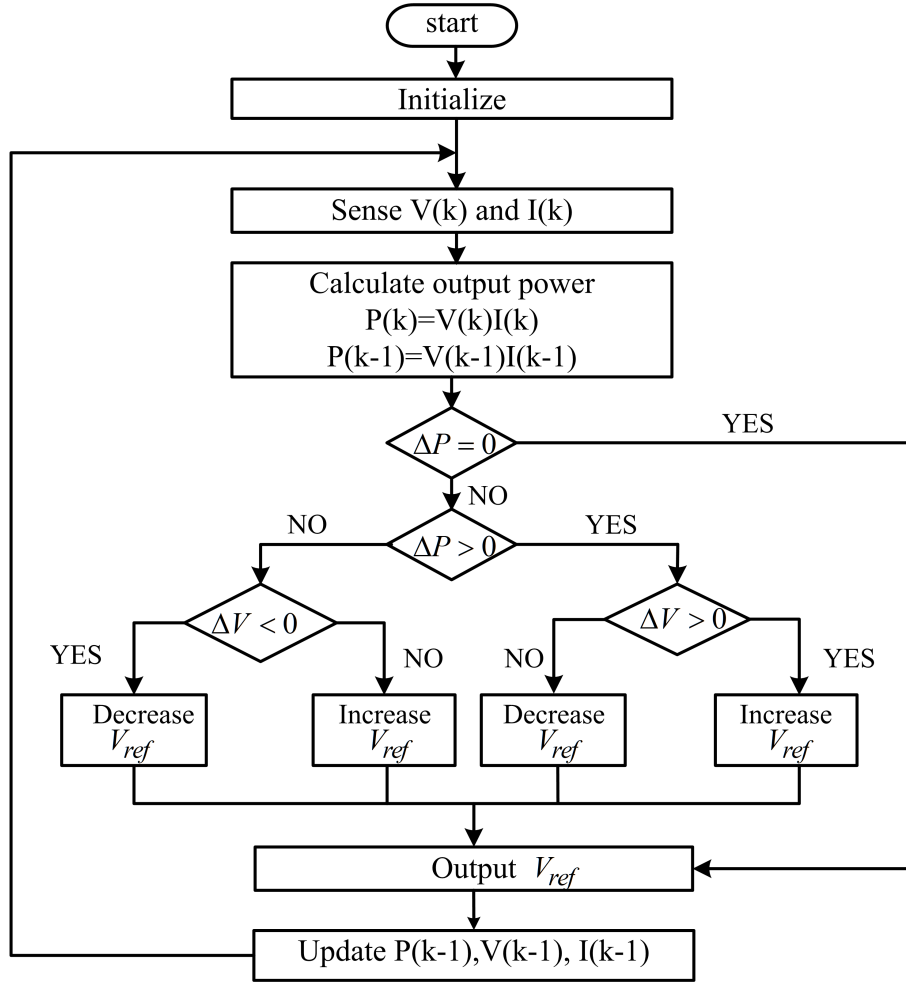 start
Initialize
Sense V(k) and I(k)
Calculate output power
P(k)=V(k)I(k)
P(k-1)=V(k-1)I(k-1)
ΔP = 0
YES
NO
ΔP > 0
NO
YES
ΔV < 0
ΔV > 0
YES
NO
NO
YES
Decrease
Vref
Increase
Vref
Decrease
Vref
Increase
Vref
Output Vref
Update P(k-1),V(k-1), I(k-1)